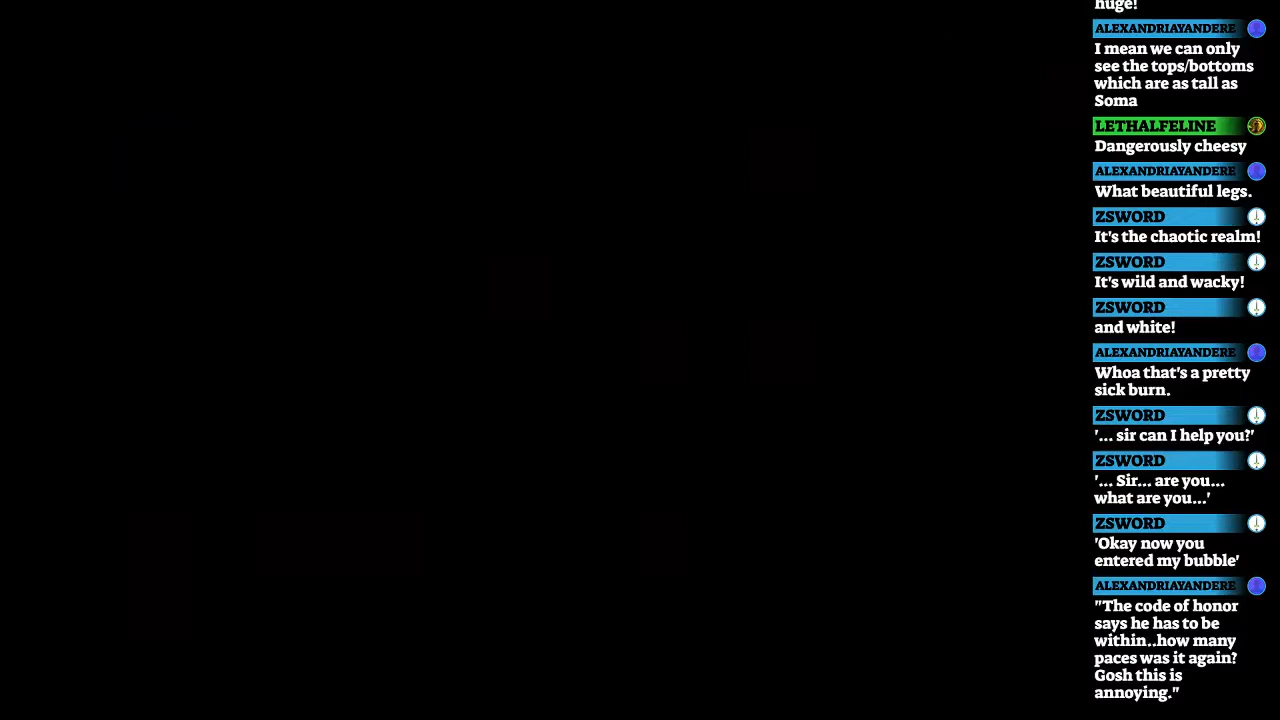 huge!
ALEXANDRIAYANDERE
I mean we can only
see the tops/bottoms
which are as tall as
Soma
LETHALFELINE
Dangerously cheesy
ALEXANDRIAYANDERE
What beautiful legs.
ZSWORD
It's the chaotic realm!
ZSWORD
It's wild and wacky!
ZSWORD
and white!
ALEXANDRIAYANDERE
Whoa that's a pretty
sick burn.
ZSWORD
'... sir can I help you?'
ZSWORD
'... Sir... are you...
what are you...'
ZSWORD
'Okay now you
entered my bubble'
ALEXANDRIAYANDERE
"The code of honor
says he has to be
within..how many
paces was it again?
Gosh this is
annoying."